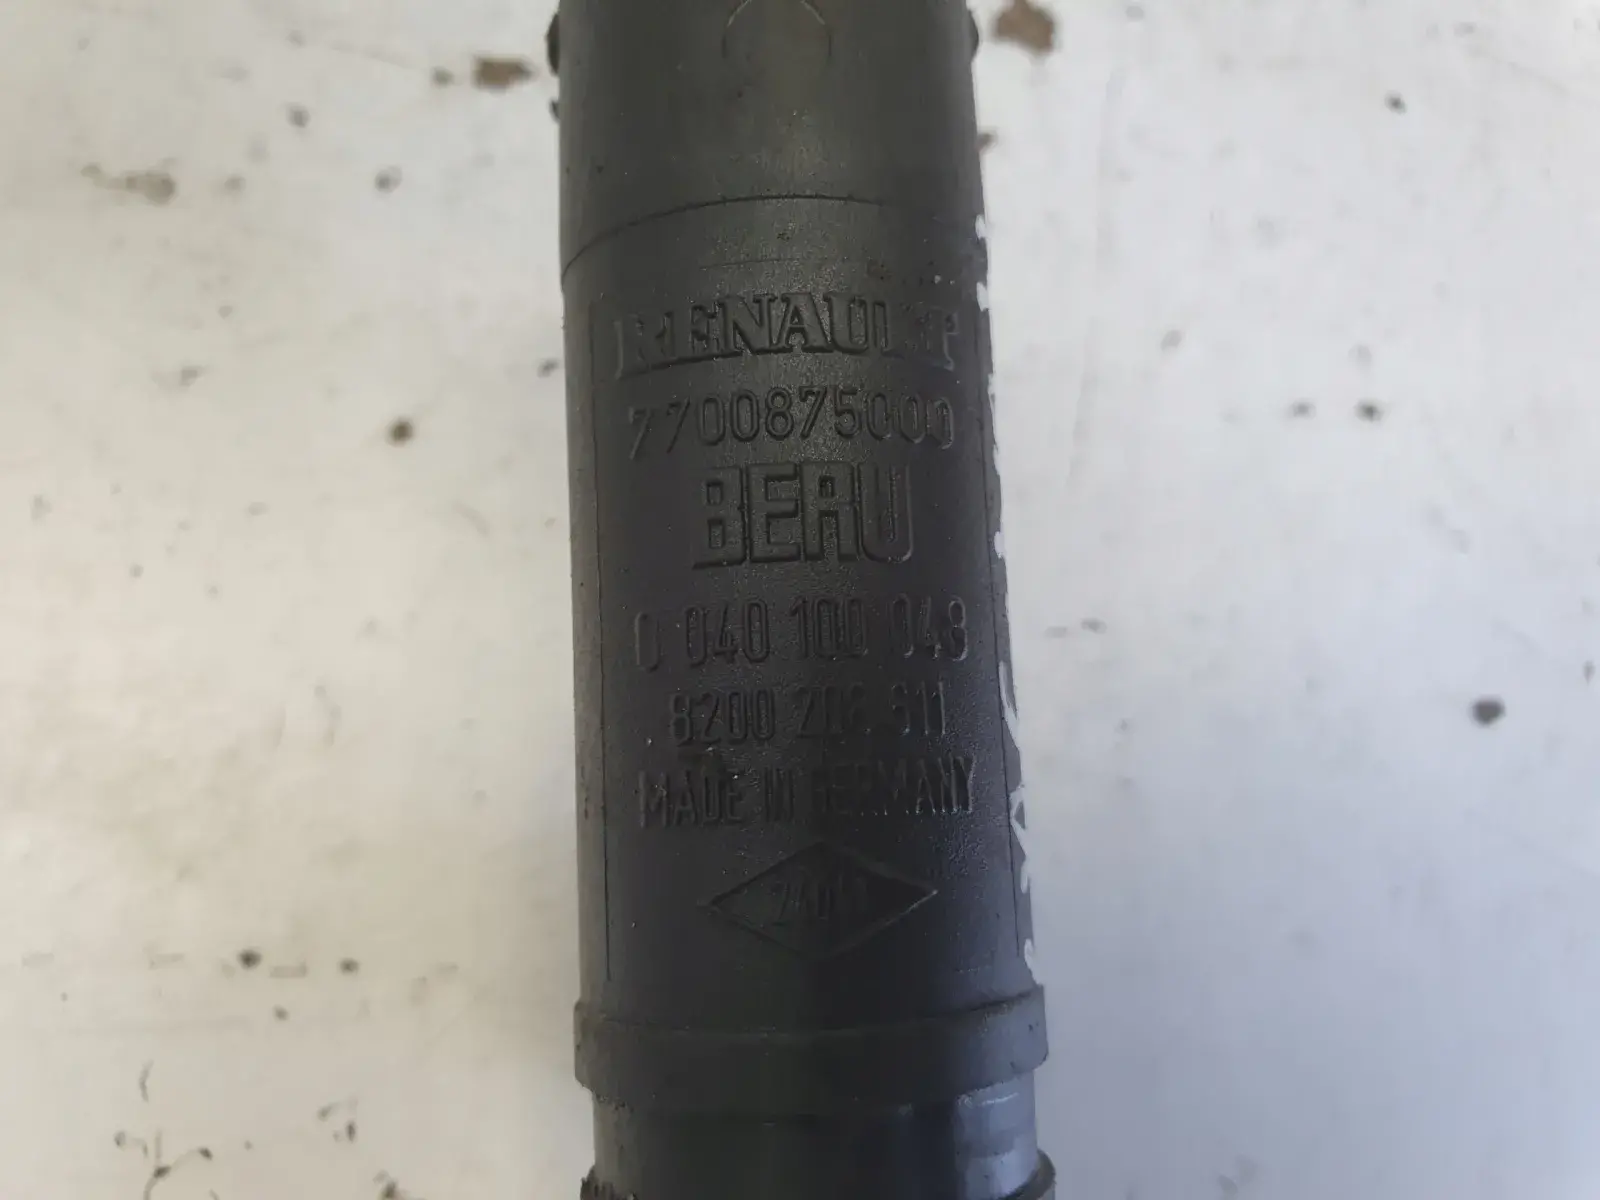 RENAULT
7700875000
BERU
0 040 100 048
8200 208 611
MADE IN GERMANY